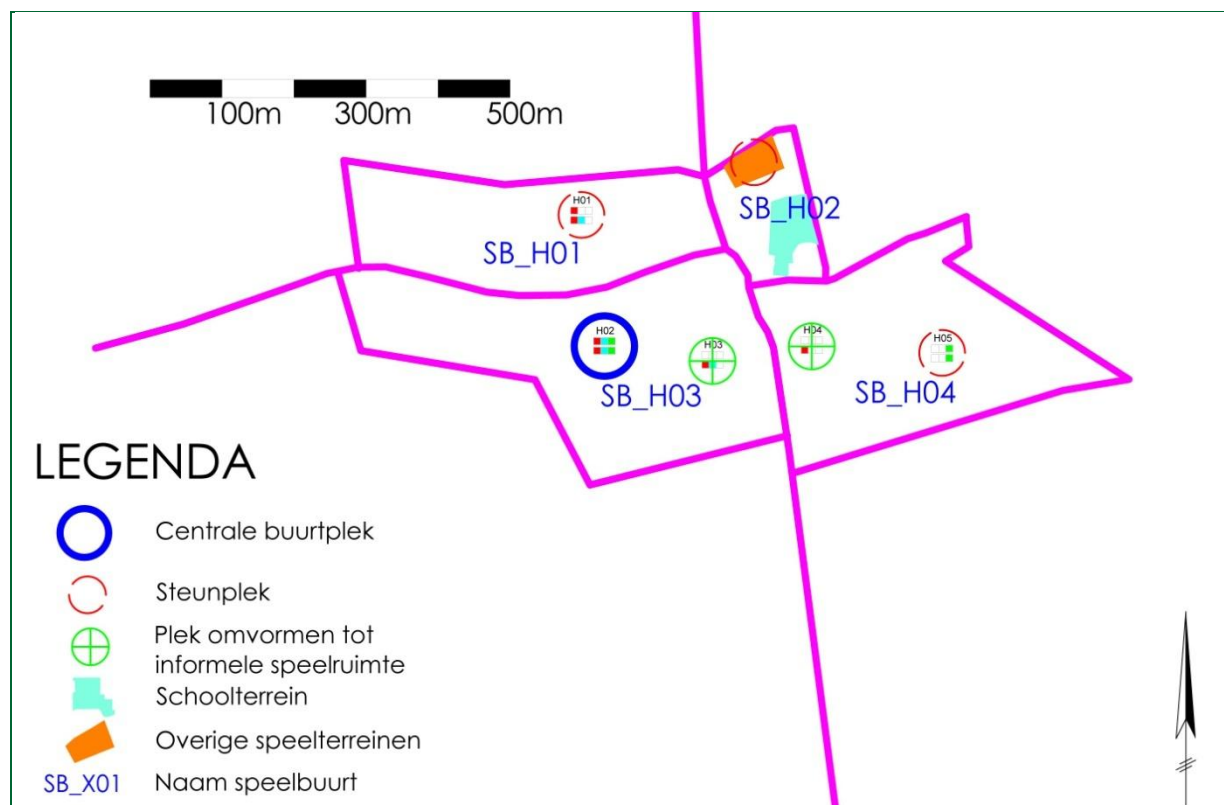 100m 300m 500m
H01
SB_H02
SB_H01
H02
H03
H04
H05
SB_H03
SB_H04
LEGENDA
Centrale buurtplek
Steunplek
Plek omvormen tot
informele speelruimte
Schoolterrein
Overige speelterreinen
SB_X01 Naam speelbuurt